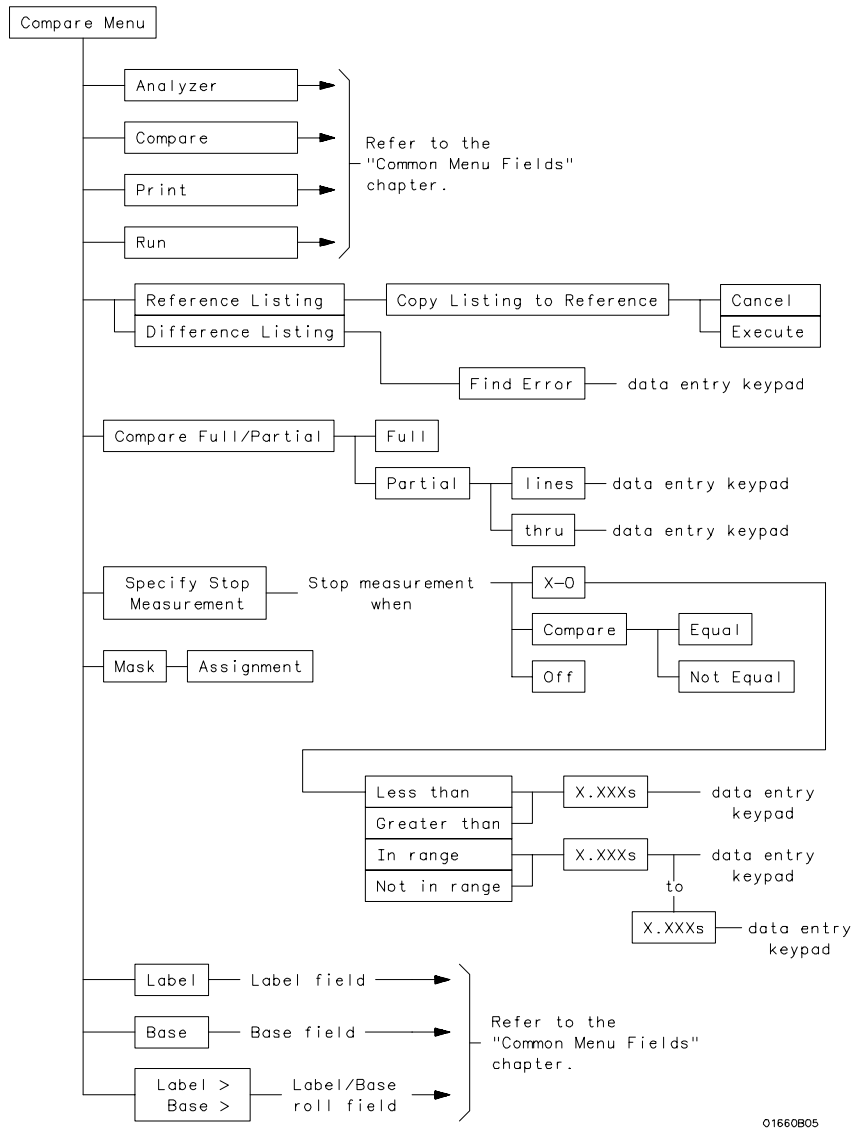 Compare Menu
Analyzer
Compare
Print
Run
Refer to the
"Common Menu Fields"
chapter.
Reference Listing
Copy Listing to Reference
Cancel
Execute
Difference Listing
Find Error
data entry keypad
Compare Full/Partial
Full
Partial
lines
data entry keypad
thru
data entry keypad
Specify Stop
Measurement
Stop measurement
when
X-O
Compare
Equal
Not Equal
Off
Mask
Assignment
Less than
Greater than
X.XXXs
data entry
keypad
In range
Not in range
X.XXXs
data entry
keypad
to
X.XXXs
data entry
keypad
Label
Label field
Base
Base field
Label >
Base >
Label/Base
roll field
Refer to the
"Common Menu Fields"
chapter.
01660B05